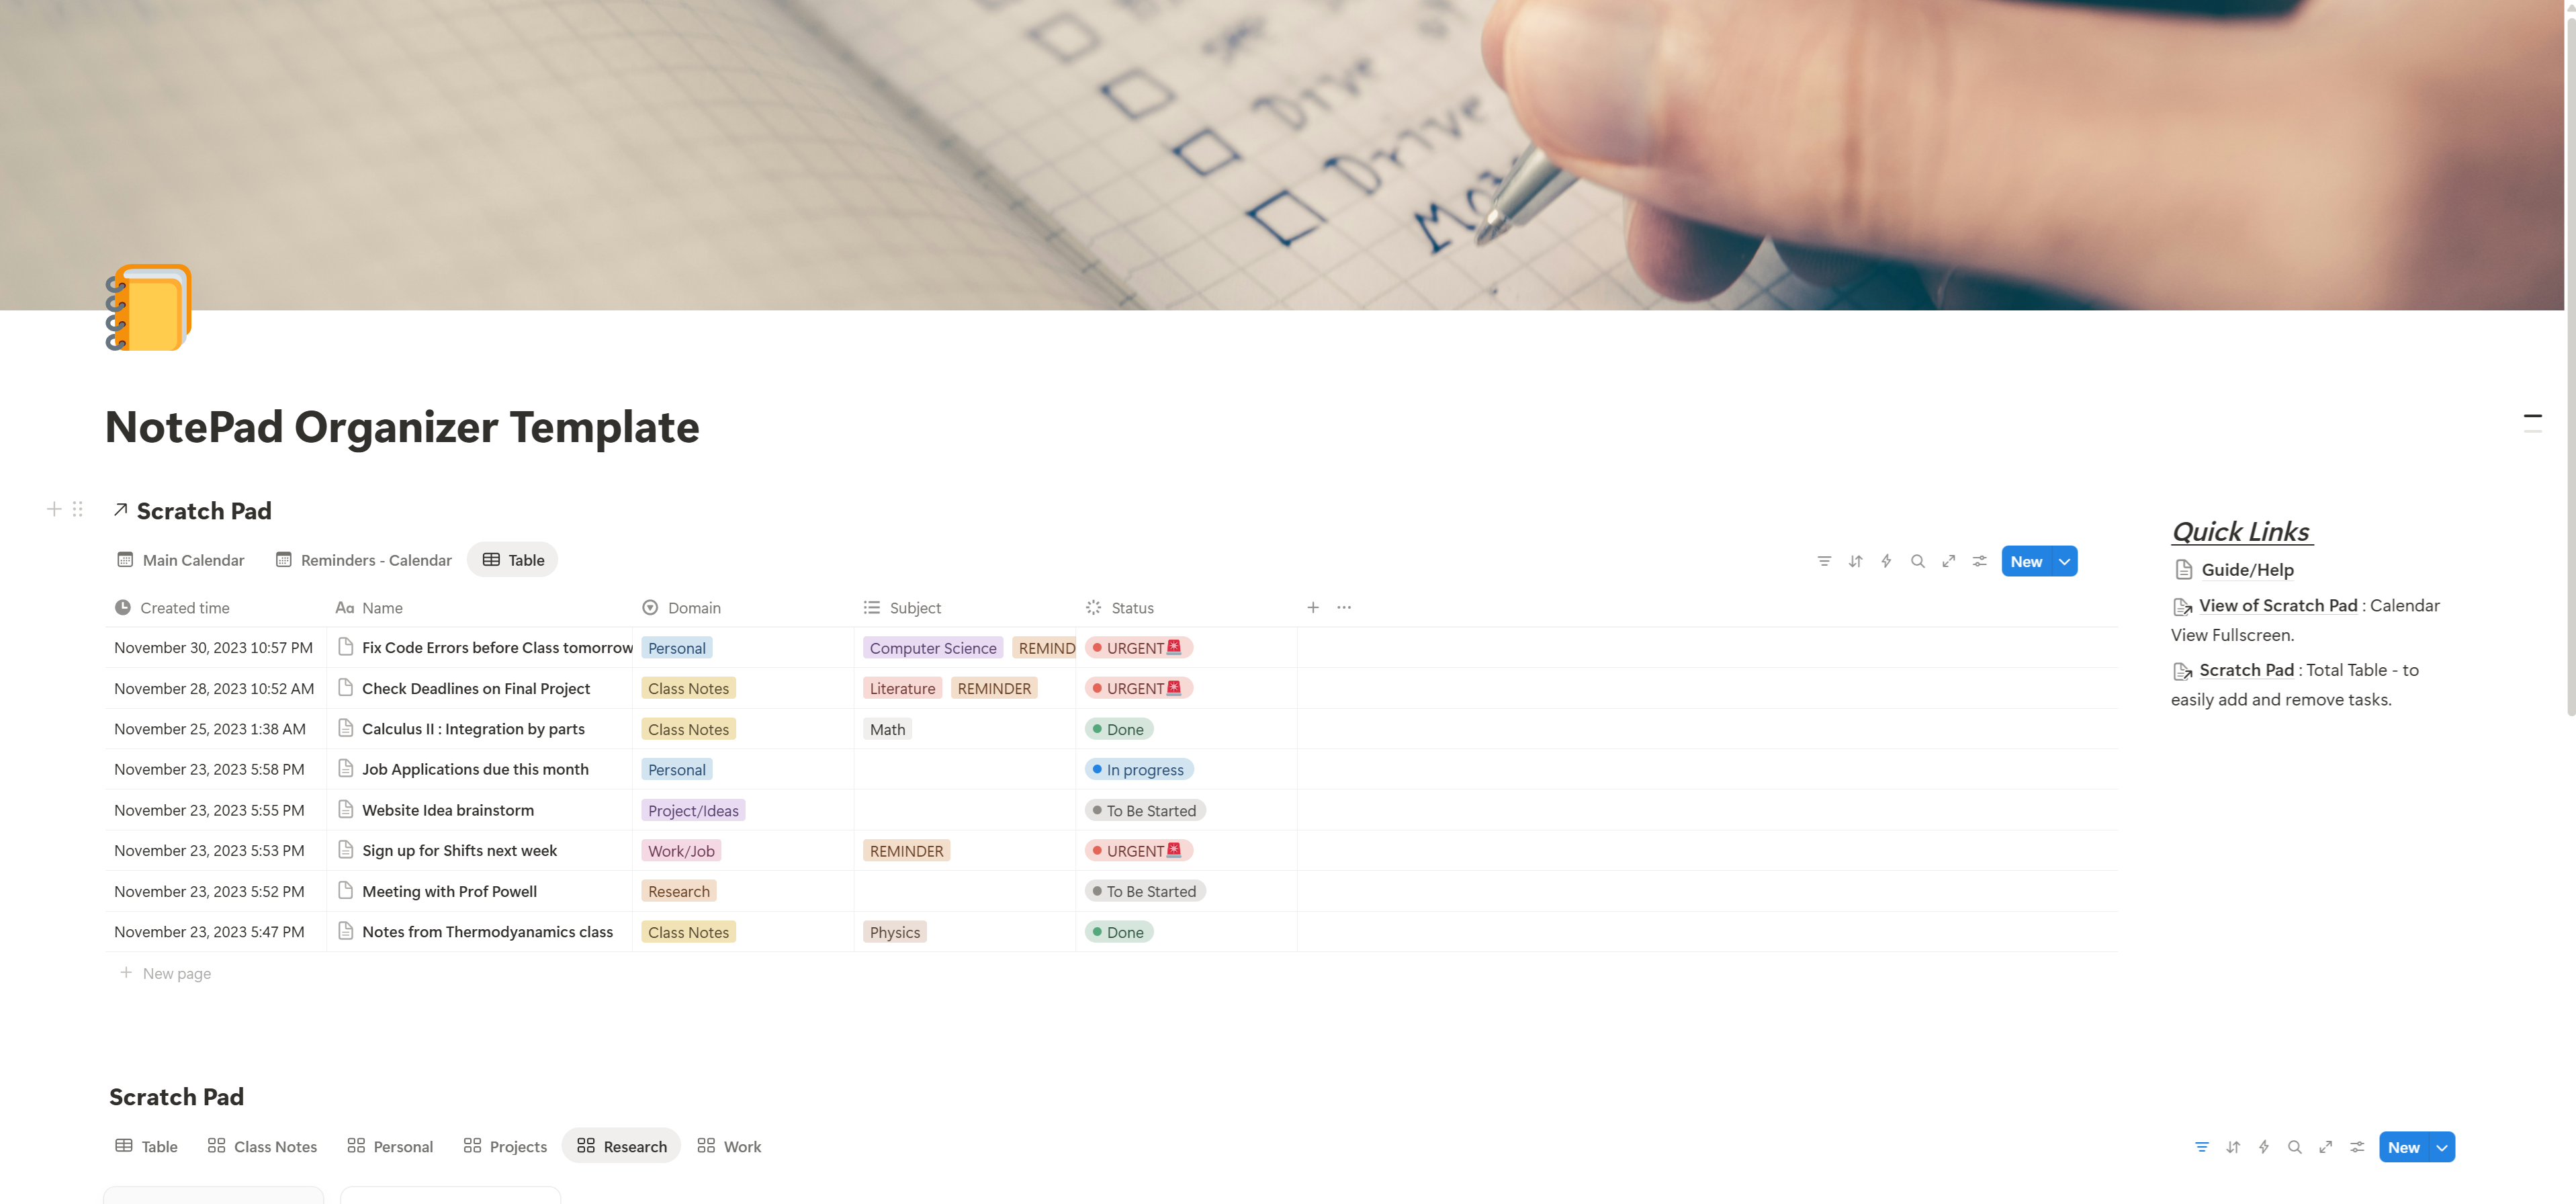 Drive
Drive
NotePad Organizer Template
Scratch Pad
Main Calendar Reminders - Calendar Table New
Created time Aa Name Domain Subject Status
November 30, 2023 10:57 PM Fix Code Errors before Class tomorrow Personal Computer Science REMIND URGENT
November 28, 2023 10:52 AM Check Deadlines on Final Project Class Notes Literature REMINDER URGENT
November 25, 2023 1:38 AM Calculus II : Integration by parts Class Notes Math Done
November 23, 2023 5:58 PM Job Applications due this month Personal In progress
November 23, 2023 5:55 PM Website Idea brainstorm Project/Ideas To Be Started
November 23, 2023 5:53 PM Sign up for Shifts next week Work/Job REMINDER URGENT
November 23, 2023 5:52 PM Meeting with Prof Powell Research To Be Started
November 23, 2023 5:47 PM Notes from Thermodyanamics class Class Notes Physics Done
New page
Quick Links
Guide/Help
View of Scratch Pad : Calendar
View Fullscreen.
Scratch Pad : Total Table - to
easily add and remove tasks.
Scratch Pad
Table Class Notes Personal Projects Research Work New